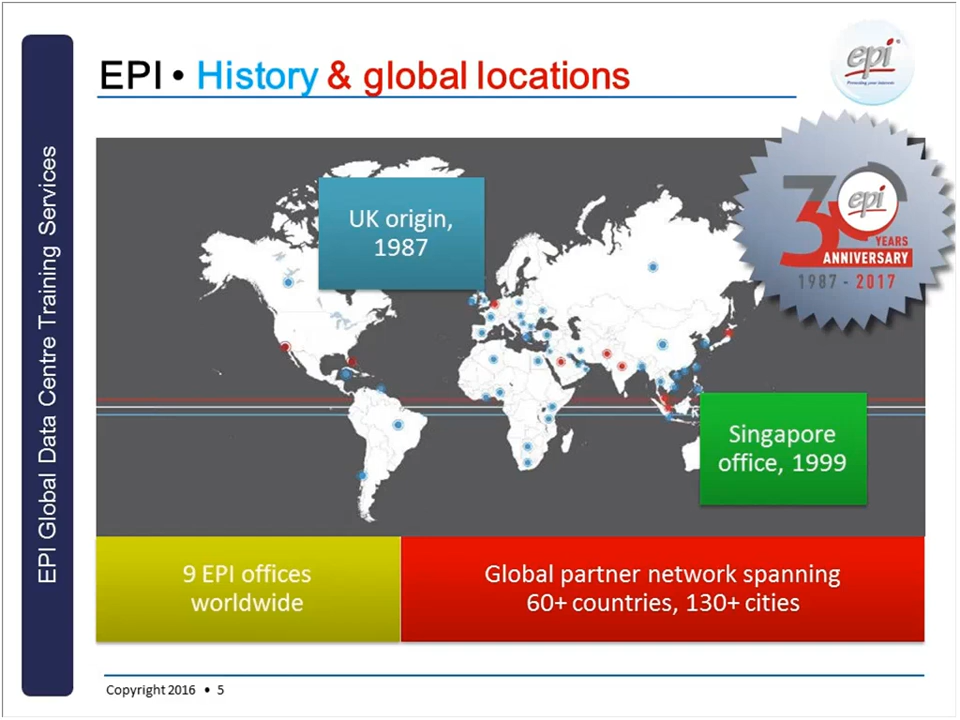 EPI Global Data Centre Training Services
EPI • History & global locations
epi
Protecting your interests
UK origin,
1987
30
epi
YEARS
ANNIVERSARY
1987 - 2017
Singapore
office, 1999
9 EPI offices
worldwide
Global partner network spanning
60+ countries, 130+ cities
Copyright 2016 • 5